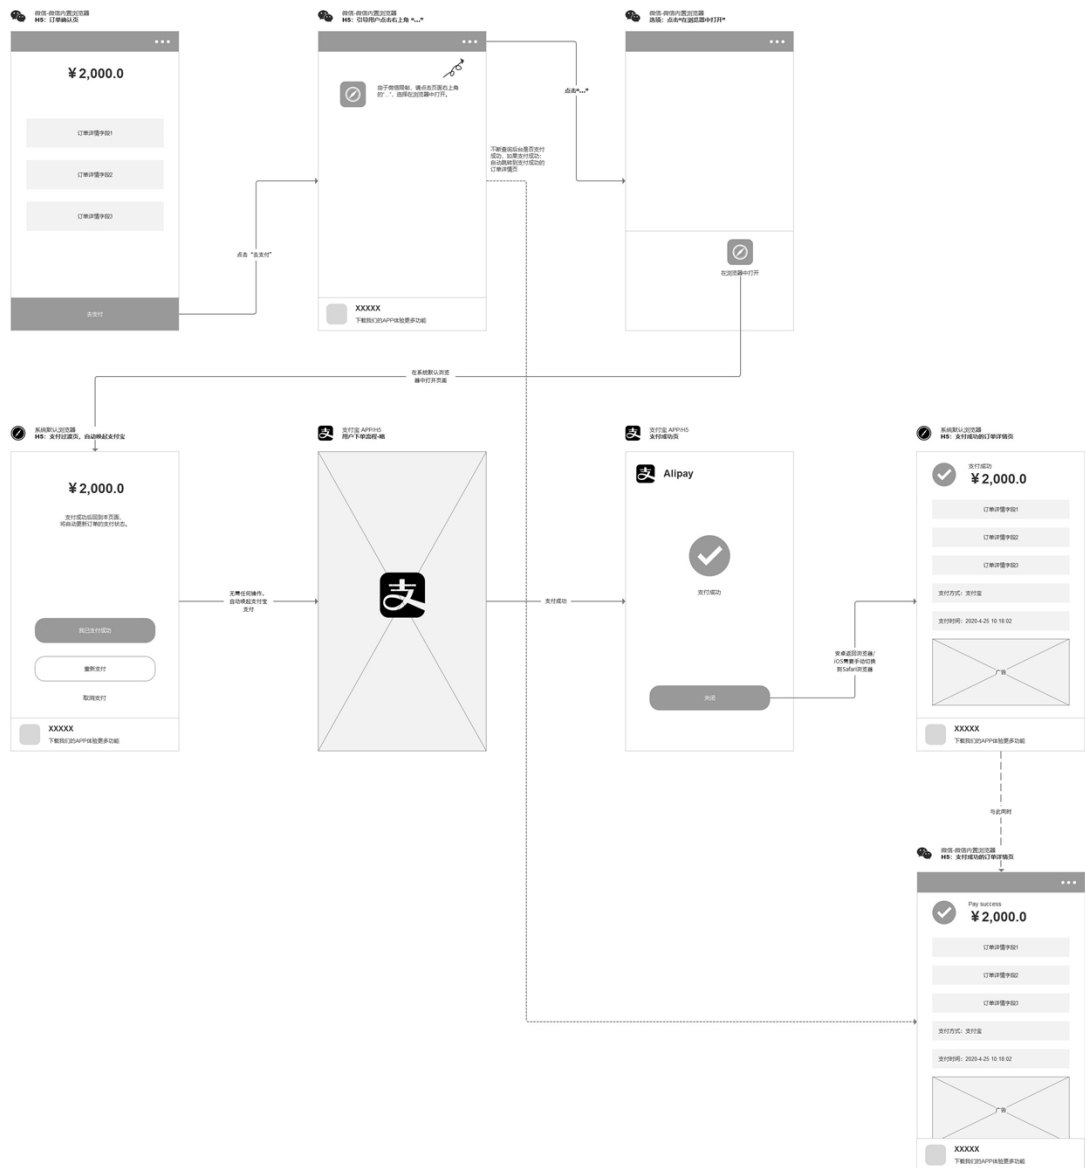 微信-微信内置浏览器
H5：订单确认页
¥2,000.0
订单详情字段1
订单详情字段2
订单详情字段3
去支付
点击 "去支付"
微信-微信内置浏览器
H5：引导用户点击右上角 "..."
由于微信限制，请点击页面右上角
的"..."，选择在浏览器中打开。
XXXXX
下载我们的APP体验更多功能
点击"..."
不断查询后台是否支付
成功，如果支付成功：
自动跳转到支付成功的
订单详情页
微信-微信内置浏览器
选项：点击"在浏览器中打开"
在浏览器中打开
在系统默认浏览
器中打开页面
系统默认浏览器
H5：支付过渡页，自动唤起支付宝
¥2,000.0
支付成功后回到本页面，
将自动更新订单的支付状态。
我已支付成功
重新支付
取消支付
XXXXX
下载我们的APP体验更多功能
无需任何操作，
自动唤起支付宝
支付
支付宝 APP/H5
用户下单流程-略
支
支付成功
支付宝 APP/H5
支付成功页
支 Alipay
支付成功
关闭
安卓返回浏览器/
iOS需要手动切换
到Safari浏览器
系统默认浏览器
H5：支付成功的订单详情页
支付成功
¥2,000.0
订单详情字段1
订单详情字段2
订单详情字段3
支付方式：支付宝
支付时间：2020-4-25 10 18:02
广告
XXXXX
下载我们的APP体验更多功能
与此同时
微信-微信内置浏览器
H5：支付成功的订单详情页
Pay success
¥2,000.0
订单详情字段1
订单详情字段2
订单详情字段3
支付方式：支付宝
支付时间：2020-4-25 10 18:02
广告
XXXXX
下载我们的APP体验更多功能